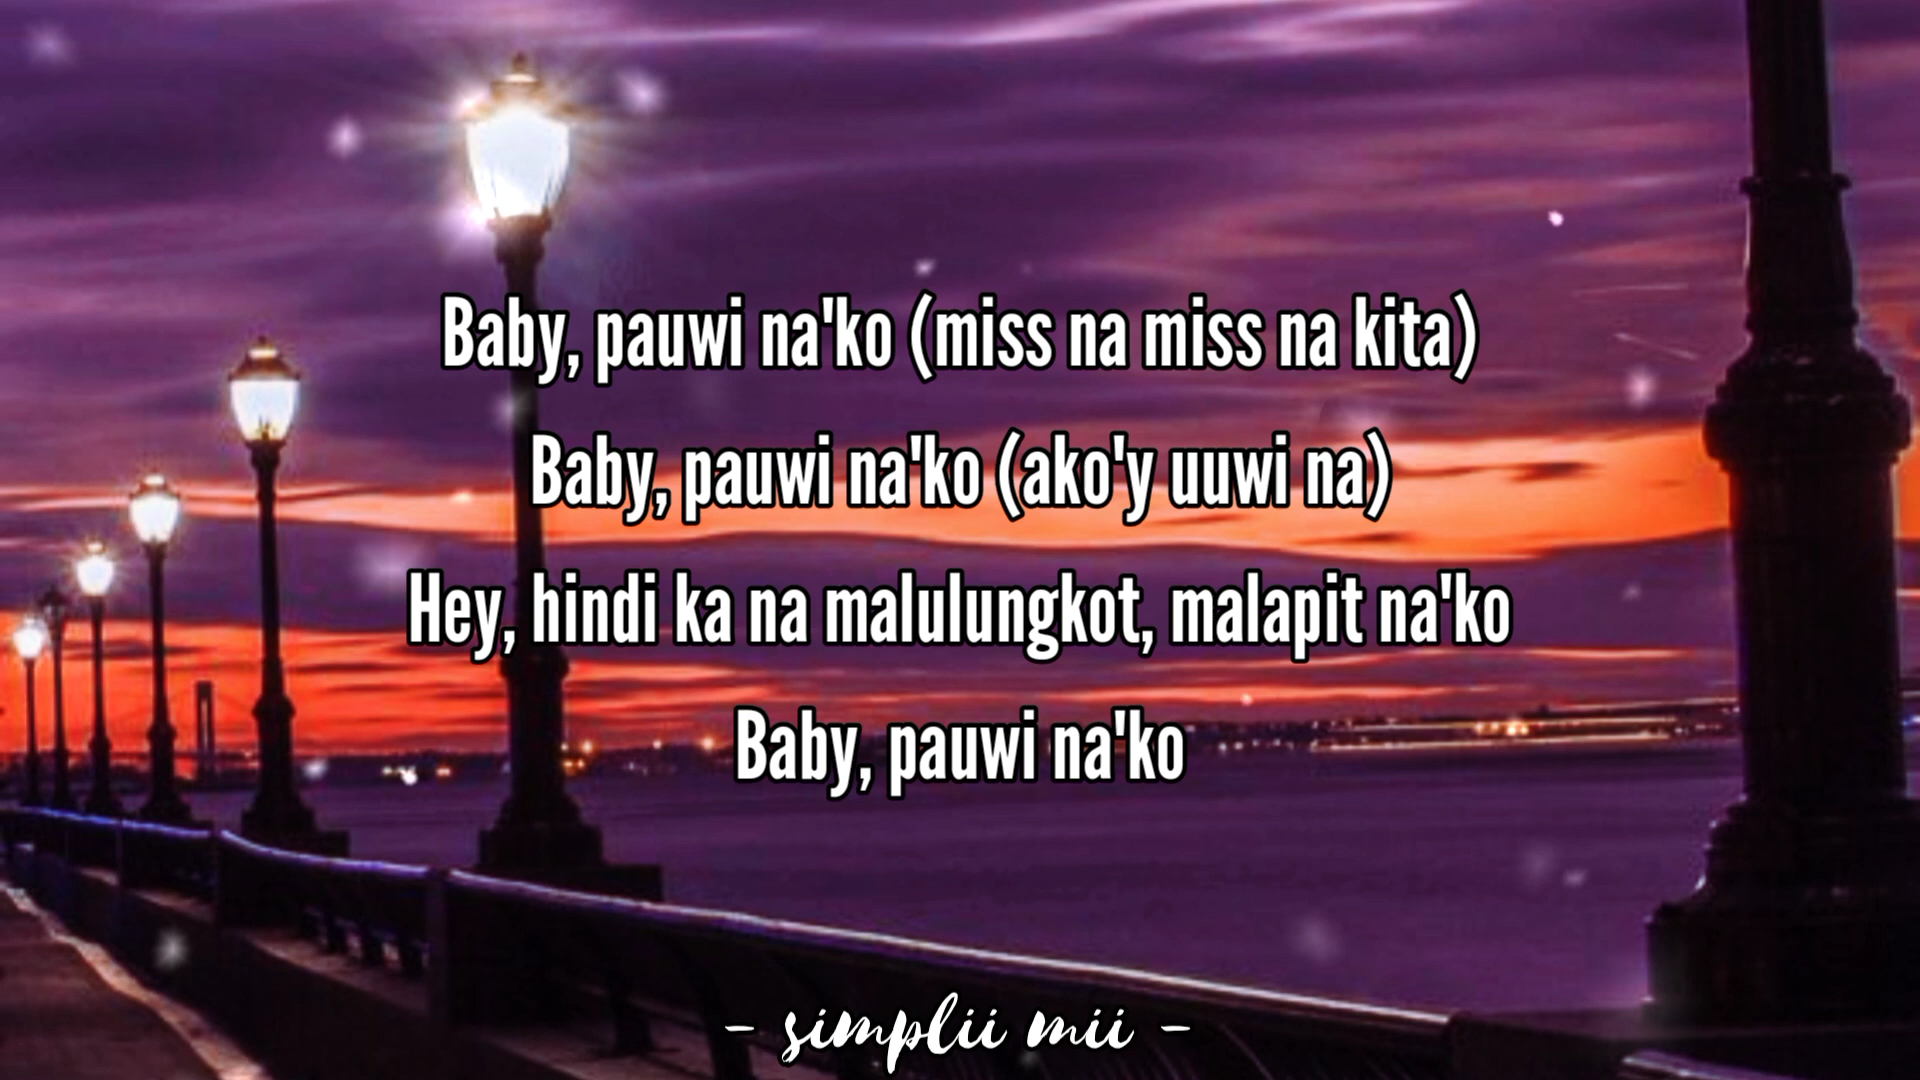 Baby, pauwi na'ko (miss na miss na kita)
Baby, pauwi na'ko (ako'y uuwi na)
Hey, hindi ka na malulungkot, malapit na'ko
Baby, pauwi na'ko
- simplii mii -